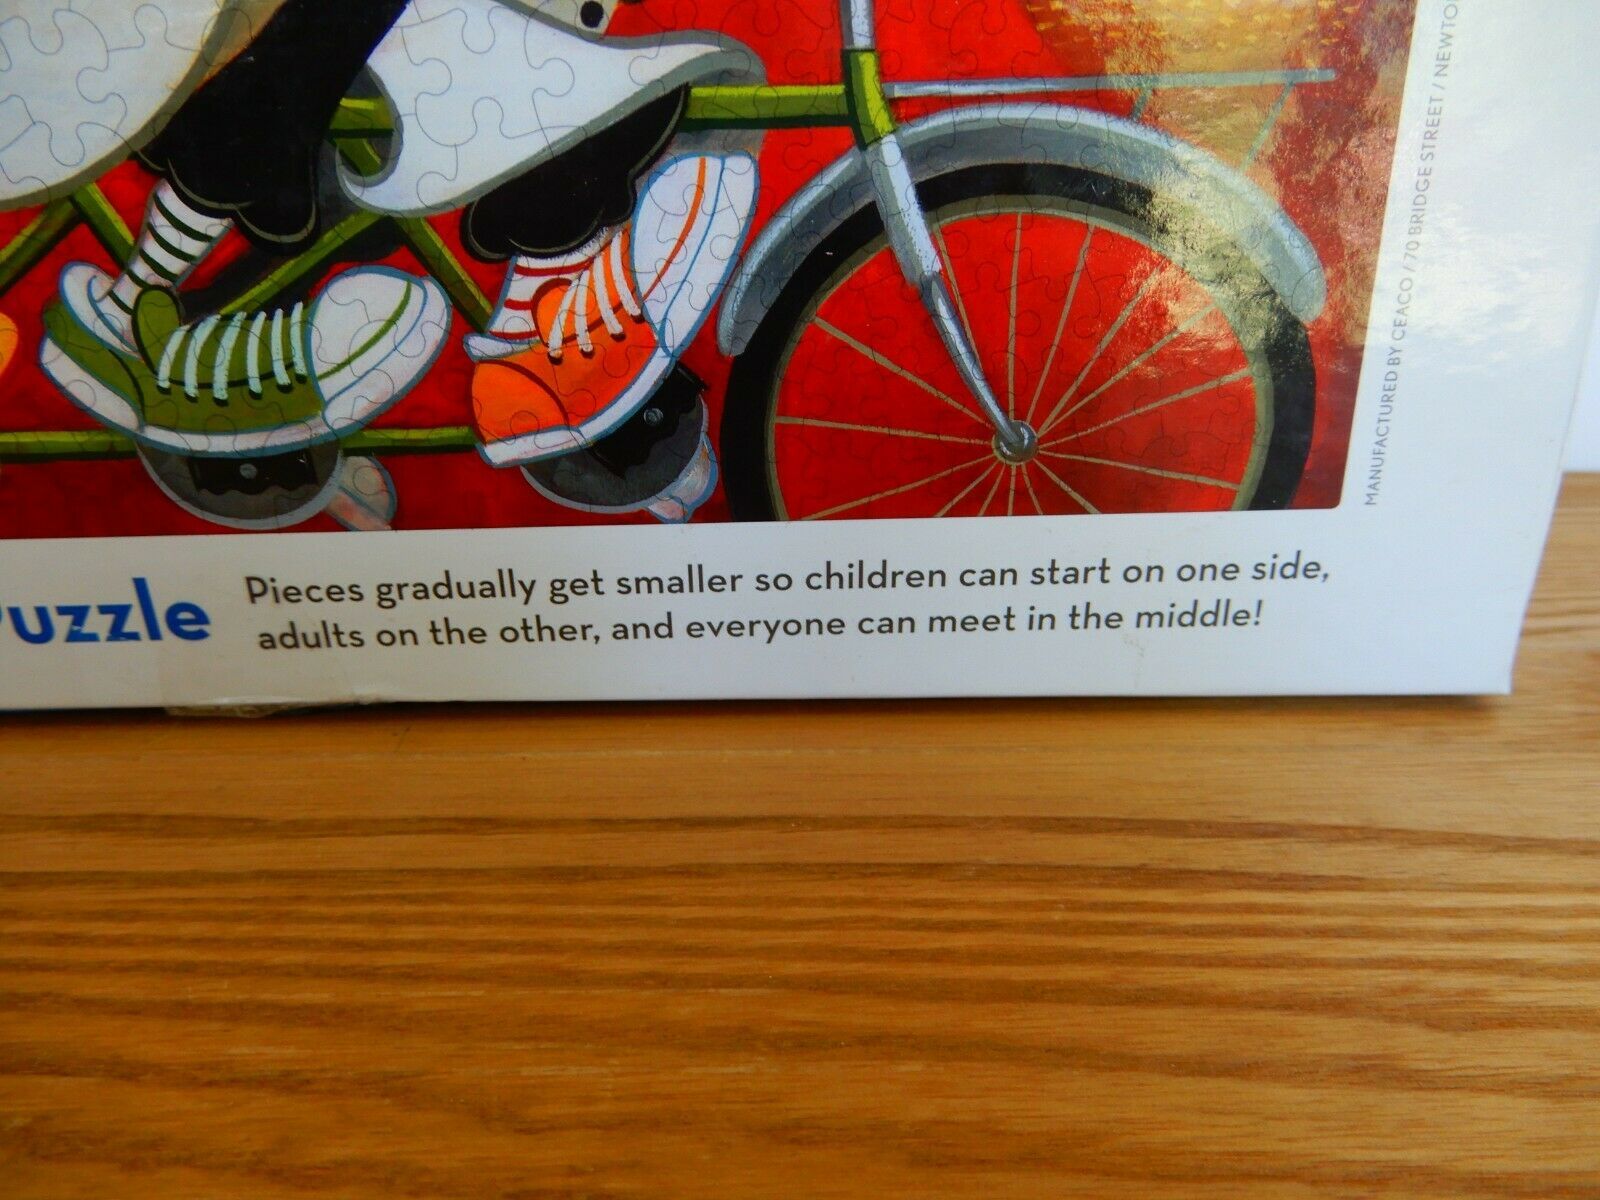 Puzzle
Pieces gradually get smaller so children can start on one side,
adults on the other, and everyone can meet in the middle!
MANUFACTURED BY CEACO / 70 BRIDGE STREET / NEWTO